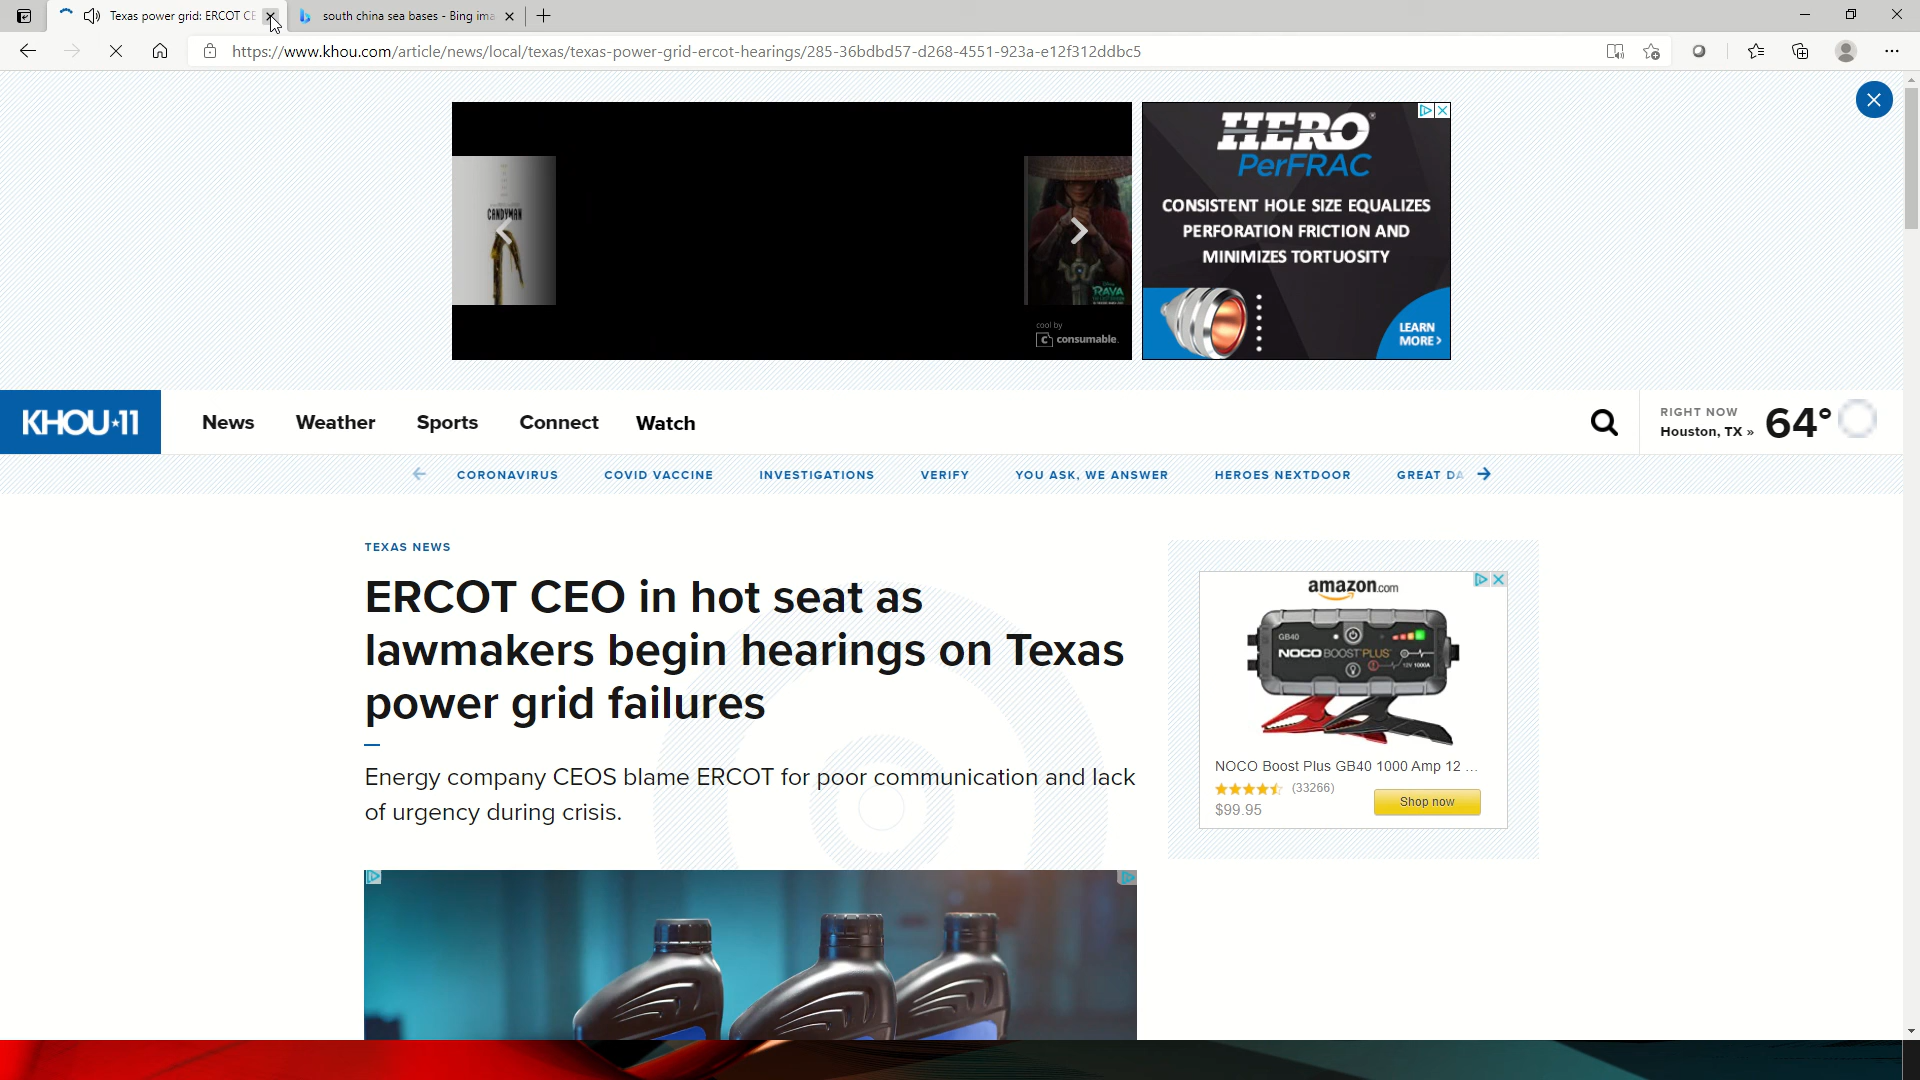 Texas power grid: ERCOT CE
south china sea bases - Bing ima
https://www.khou.com/article/news/local/texas/texas-power-grid-ercot-hearings/285-36bdbd57-d268-4551-923a-e12f312ddbc5
CANDYMAN
RAYA
cool by
consumable.
HERO®
PerFRAC
CONSISTENT HOLE SIZE EQUALIZES
PERFORATION FRICTION AND
MINIMIZES TORTUOSITY
LEARN
MORE >
KHOU★11
News
Weather
Sports
Connect
Watch
RIGHT NOW
Houston, TX »
64°
CORONAVIRUS
COVID VACCINE
INVESTIGATIONS
VERIFY
YOU ASK, WE ANSWER
HEROES NEXTDOOR
GREAT DA
TEXAS NEWS
ERCOT CEO in hot seat as
lawmakers begin hearings on Texas
power grid failures
Energy company CEOS blame ERCOT for poor communication and lack
of urgency during crisis.
amazon.com
GB40
NOCO BOOST PLUS
12V 1000A
NOCO Boost Plus GB40 1000 Amp 12 ...
(33266)
$99.95
Shop now